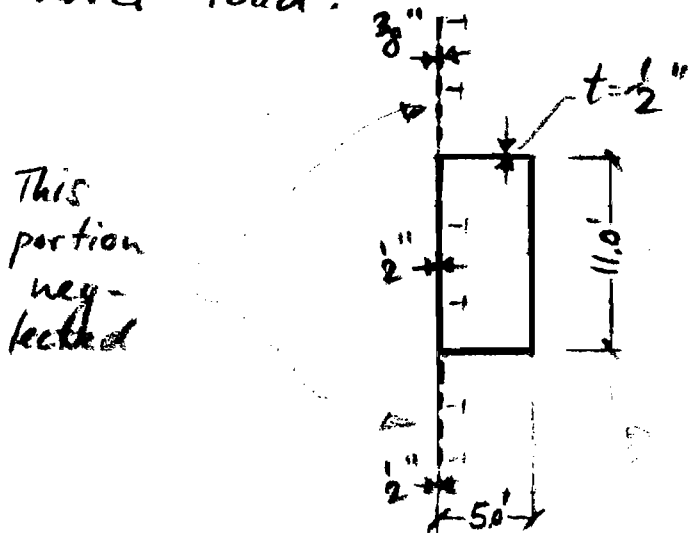 load.
3/8"
t=1/2"
This
portion
neg-
lected
1/2"
11.0'
1/2"
5.0'